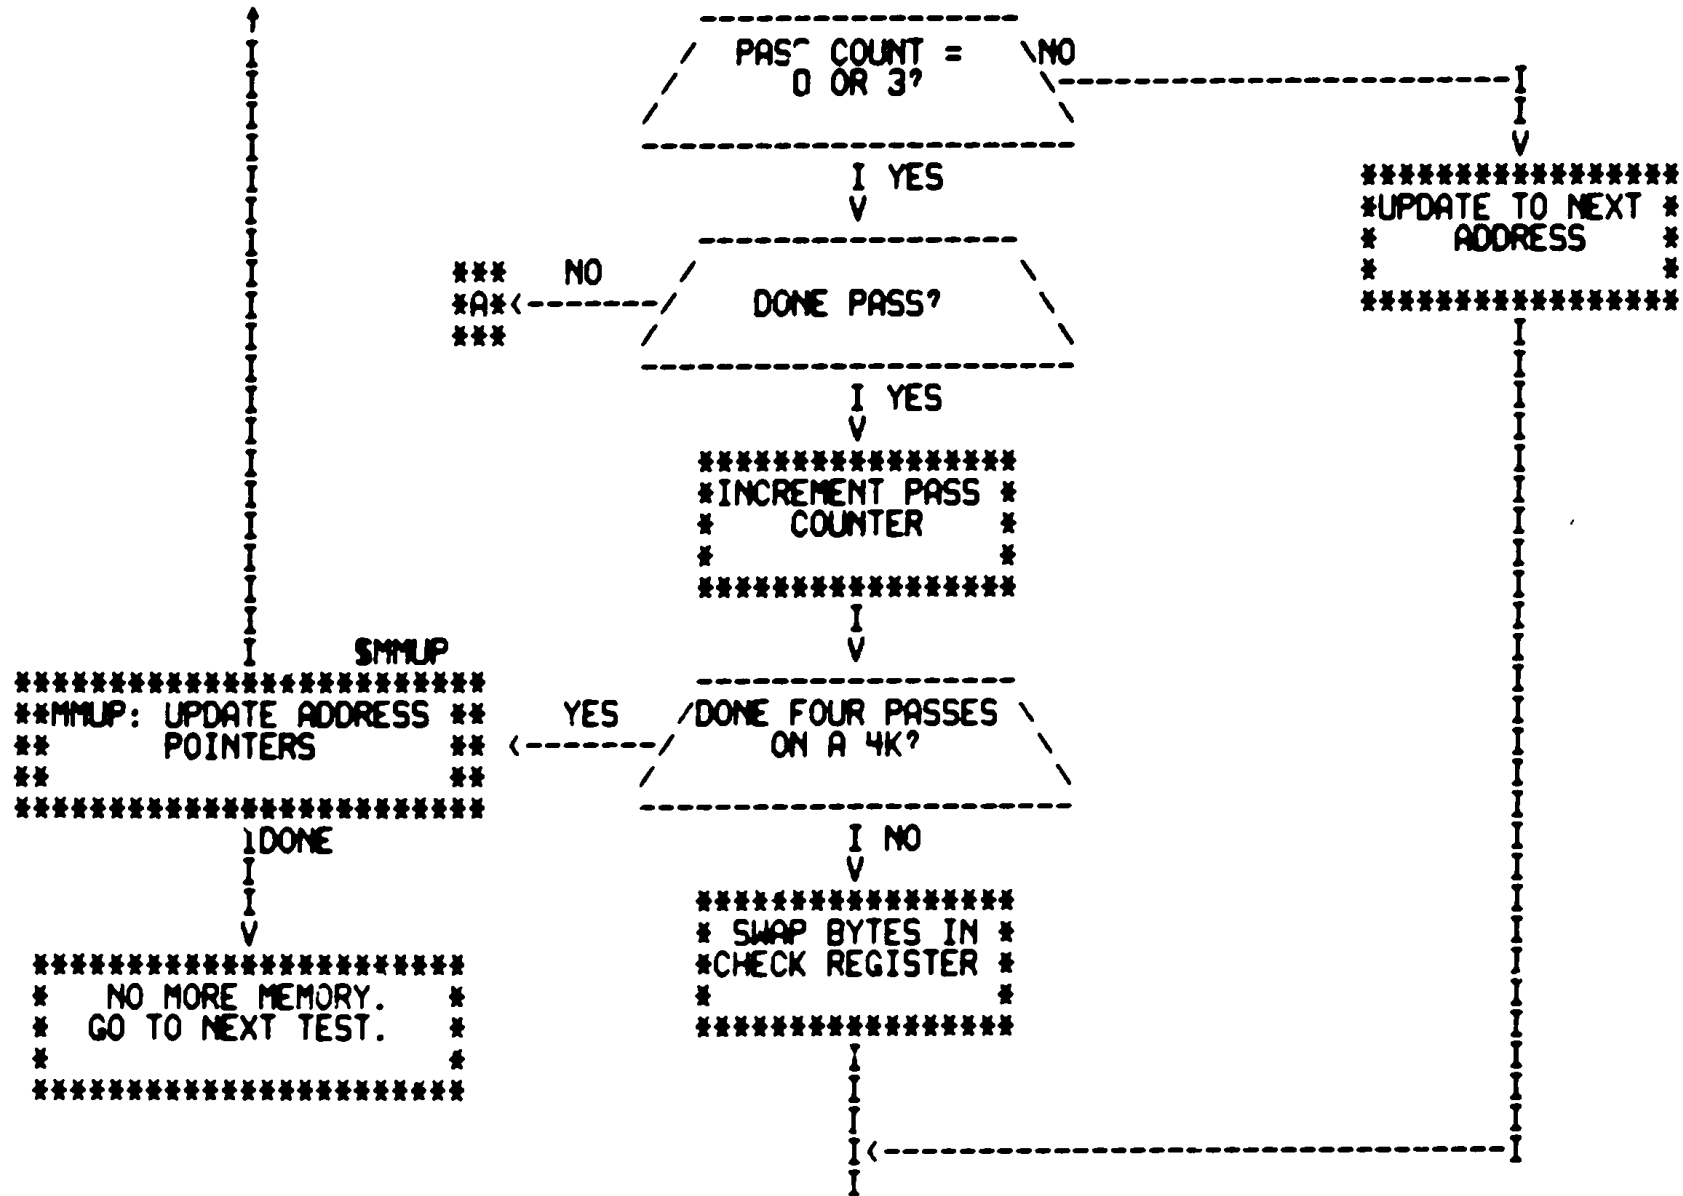 PASS COUNT = NO
0 OR 3?
I YES
V
UPDATE TO NEXT
ADDRESS
NO
*A*
DONE PASS?
I YES
V
INCREMENT PASS
COUNTER
I
V
$MMUP
MMUP: UPDATE ADDRESS
POINTERS
YES
DONE FOUR PASSES
ON A 4K?
DONE
I NO
V
SWAP BYTES IN
CHECK REGISTER
NO MORE MEMORY.
GO TO NEXT TEST.